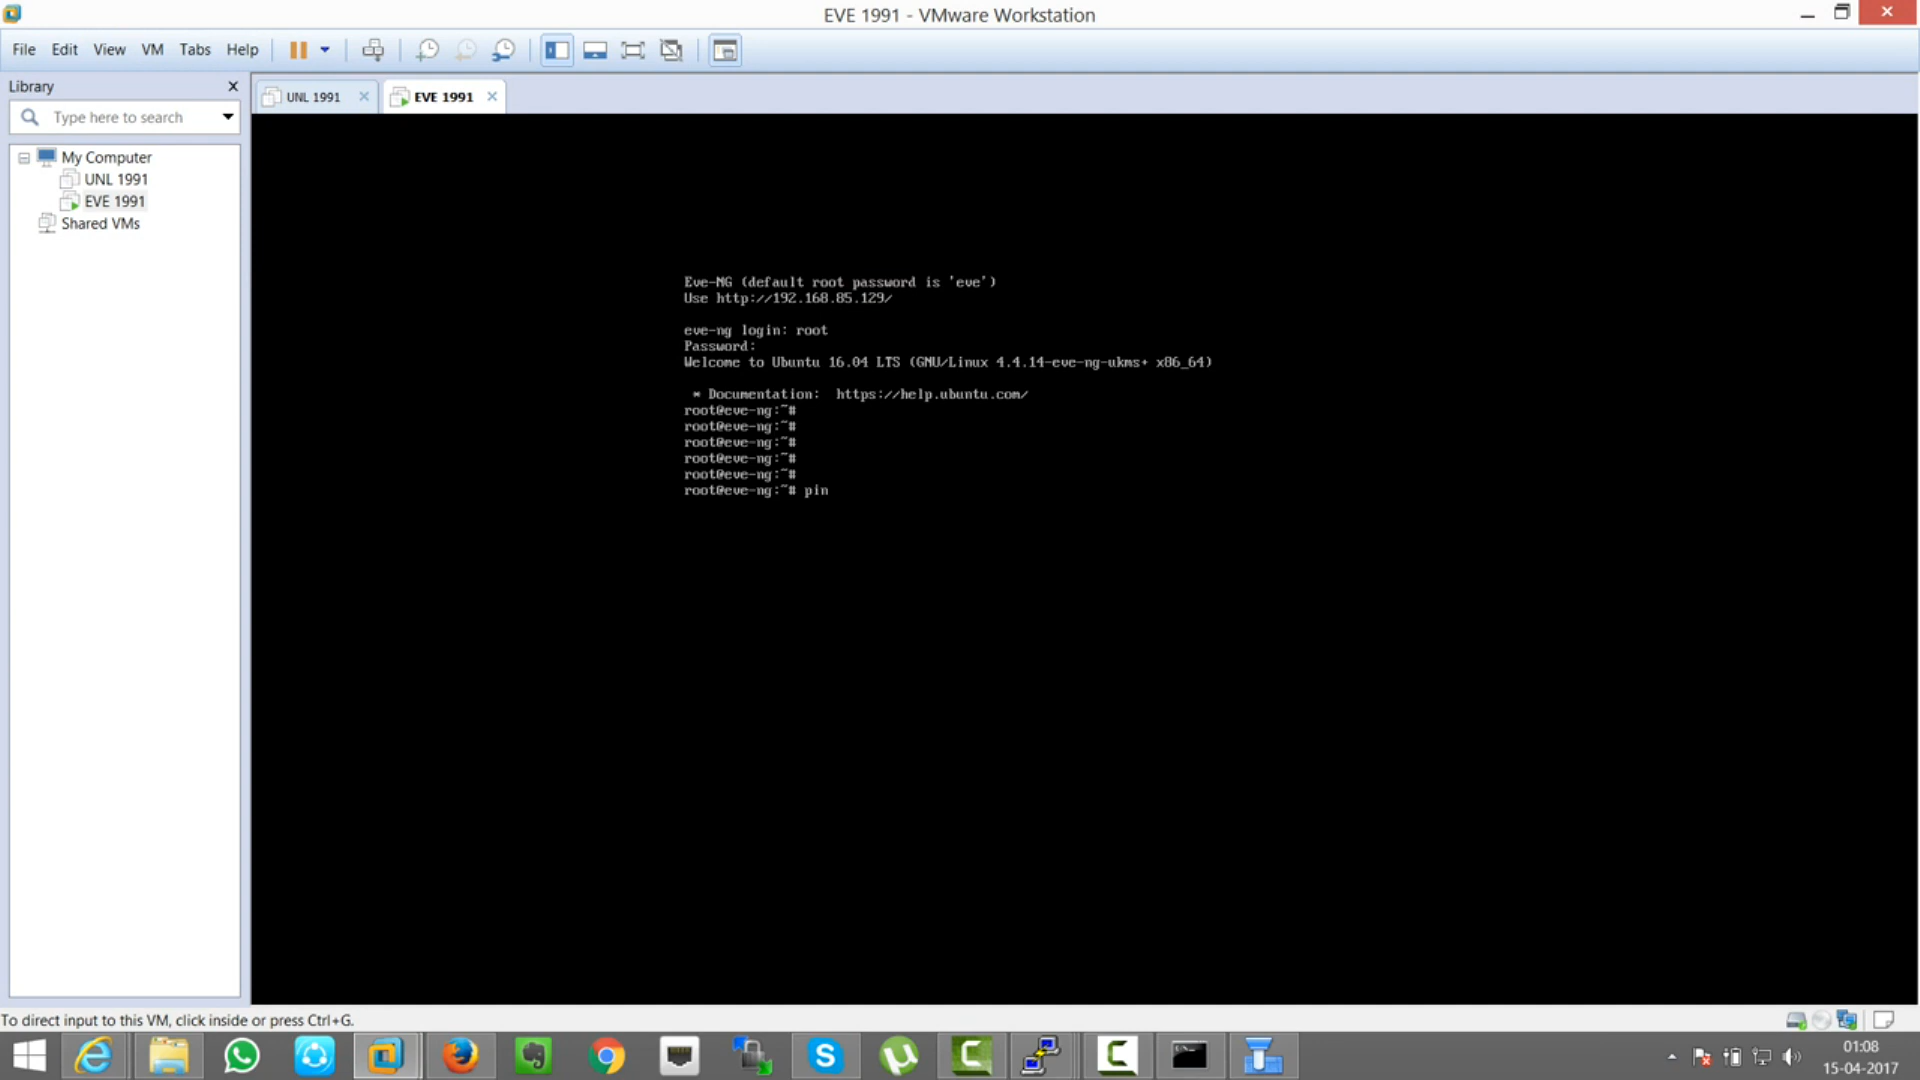 EVE 1991 - VMware Workstation
File Edit View VM Tabs Help
Library
UNL 1991
EVE 1991
Type here to search
My Computer
UNL 1991
EVE 1991
Shared VMs
Eve-NG (default root password is 'eve')
Use http://192.168.85.129/
eve-ng login: root
Password:
Welcome to Ubuntu 16.04 LTS (GNU/Linux 4.4.14-eve-ng-ukms+ x86_64)
* Documentation:  https://help.ubuntu.com/
root@eve-ng:~#
root@eve-ng:~#
root@eve-ng:~#
root@eve-ng:~#
root@eve-ng:~#
root@eve-ng:~# pin
To direct input to this VM, click inside or press Ctrl+G.
01:08
15-04-2017